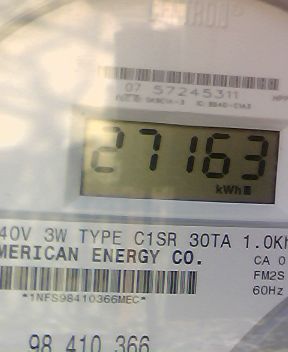 07 57245311
27163
kWh
40V 3W TYPE C1SR 30TA 1.0Kh
MERICAN ENERGY CO.
CA 0
FM2S
60Hz
*1NFS98410366MEC*
98 410 366